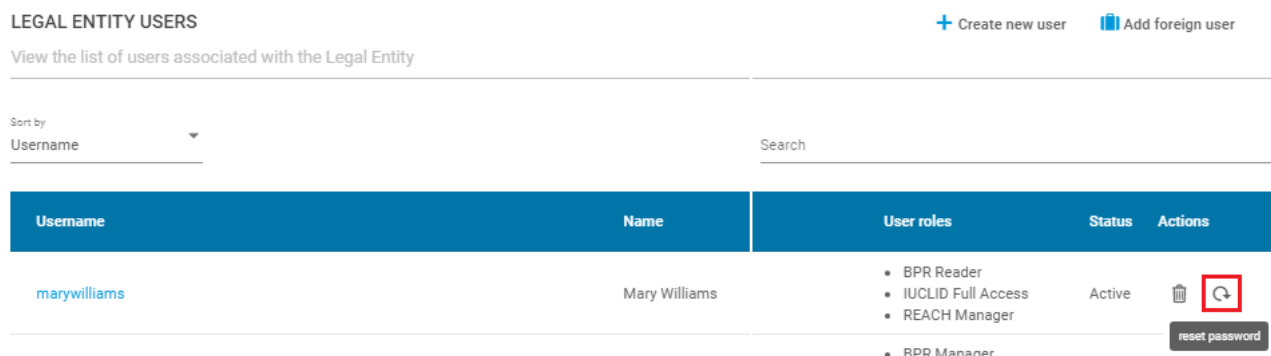 LEGAL ENTITY USERS
Create new user
Add foreign user
View the list of users associated with the Legal Entity
Sort by
Username
Search
Username Name User roles Status Actions
marywilliams Mary Williams • BPR Reader Active
• IUCLID Full Access
• REACH Manager
reset password
• BPR Manager